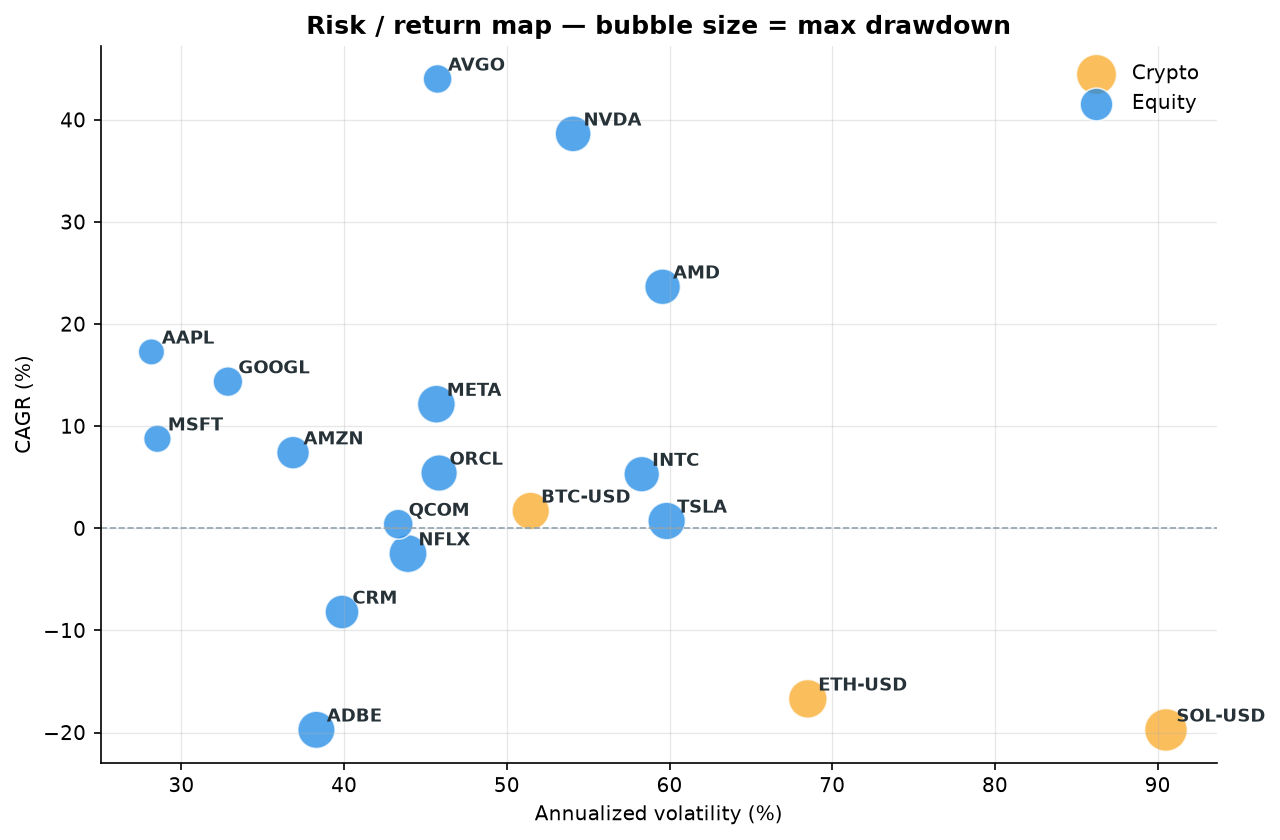 Risk / return map — bubble size = max drawdown
Crypto
Equity
AVGO
NVDA
AMD
AAPL
GOOGL
META
MSFT
AMZN
ORCL
INTC
BTC-USD
TSLA
QCOM
NFLX
CRM
ETH-USD
ADBE
SOL-USD
CAGR (%)
40
30
20
10
0
−10
−20
30 40 50 60 70 80 90
Annualized volatility (%)